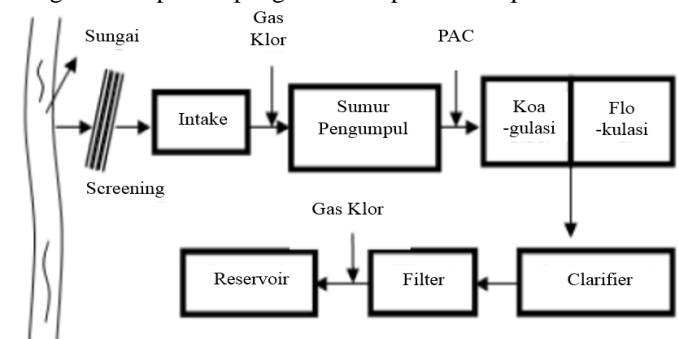 Sungai
Gas
Klor
PAC
Screening
Intake
Sumur
Pengumpul
Koa
-gulasi
Flo
-kulasi
Gas Klor
Reservoir
Filter
Clarifier